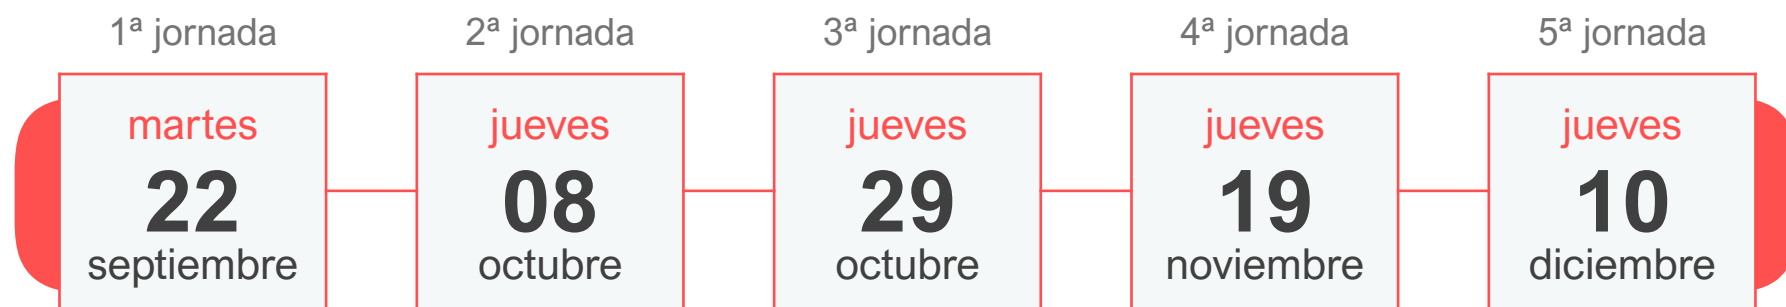 1ª jornada
martes
22
septiembre
2ª jornada
jueves
08
octubre
3ª jornada
jueves
29
octubre
4ª jornada
jueves
19
noviembre
5ª jornada
jueves
10
diciembre